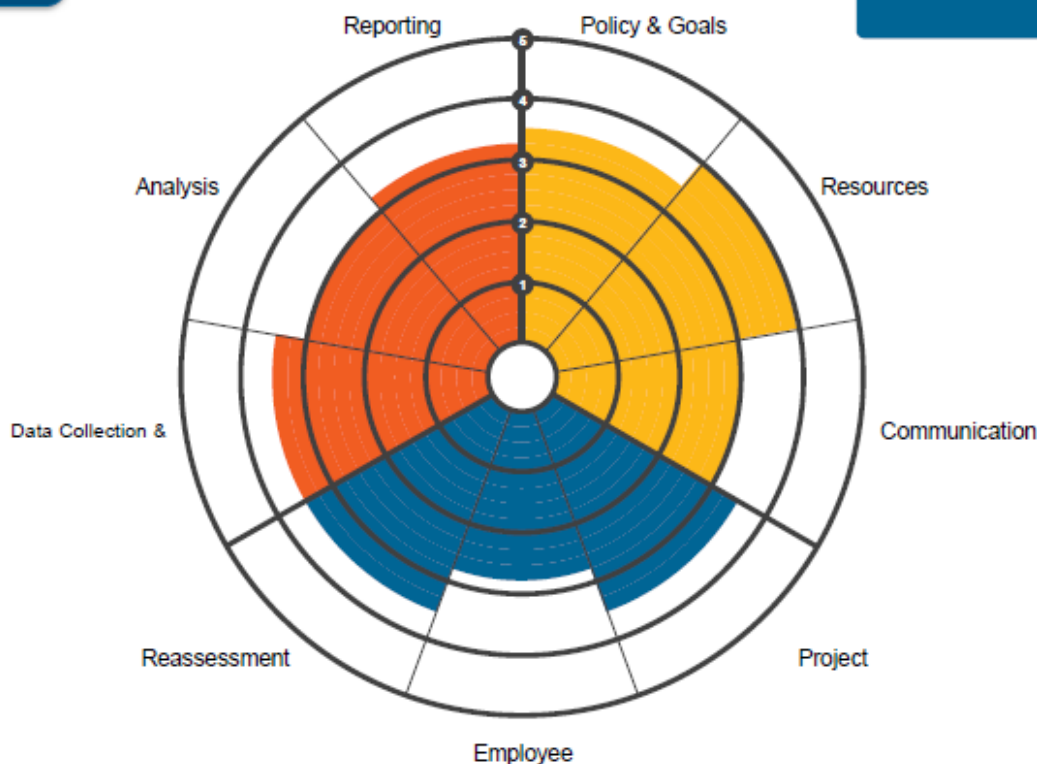 Reporting
Policy & Goals
5
4
Analysis
3
Resources
2
1
Data Collection &
Communication
Reassessment
Project
Employee